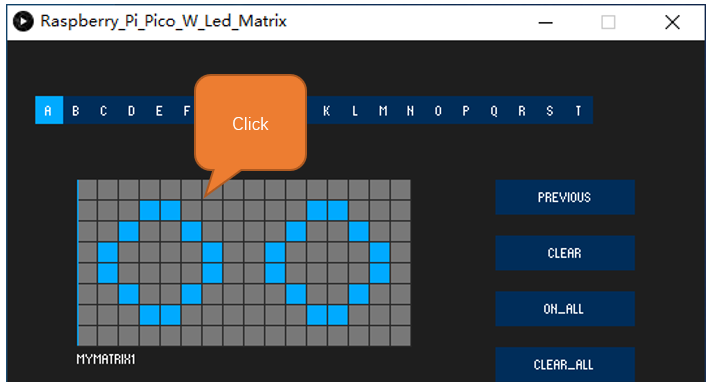 Raspberry_Pi_Pico_W_Led_Matrix
A B C D E F K L M N O P Q R S T
Click
PREVIOUS
CLEAR
ON_ALL
MYMATRIX1
CLEAR_ALL